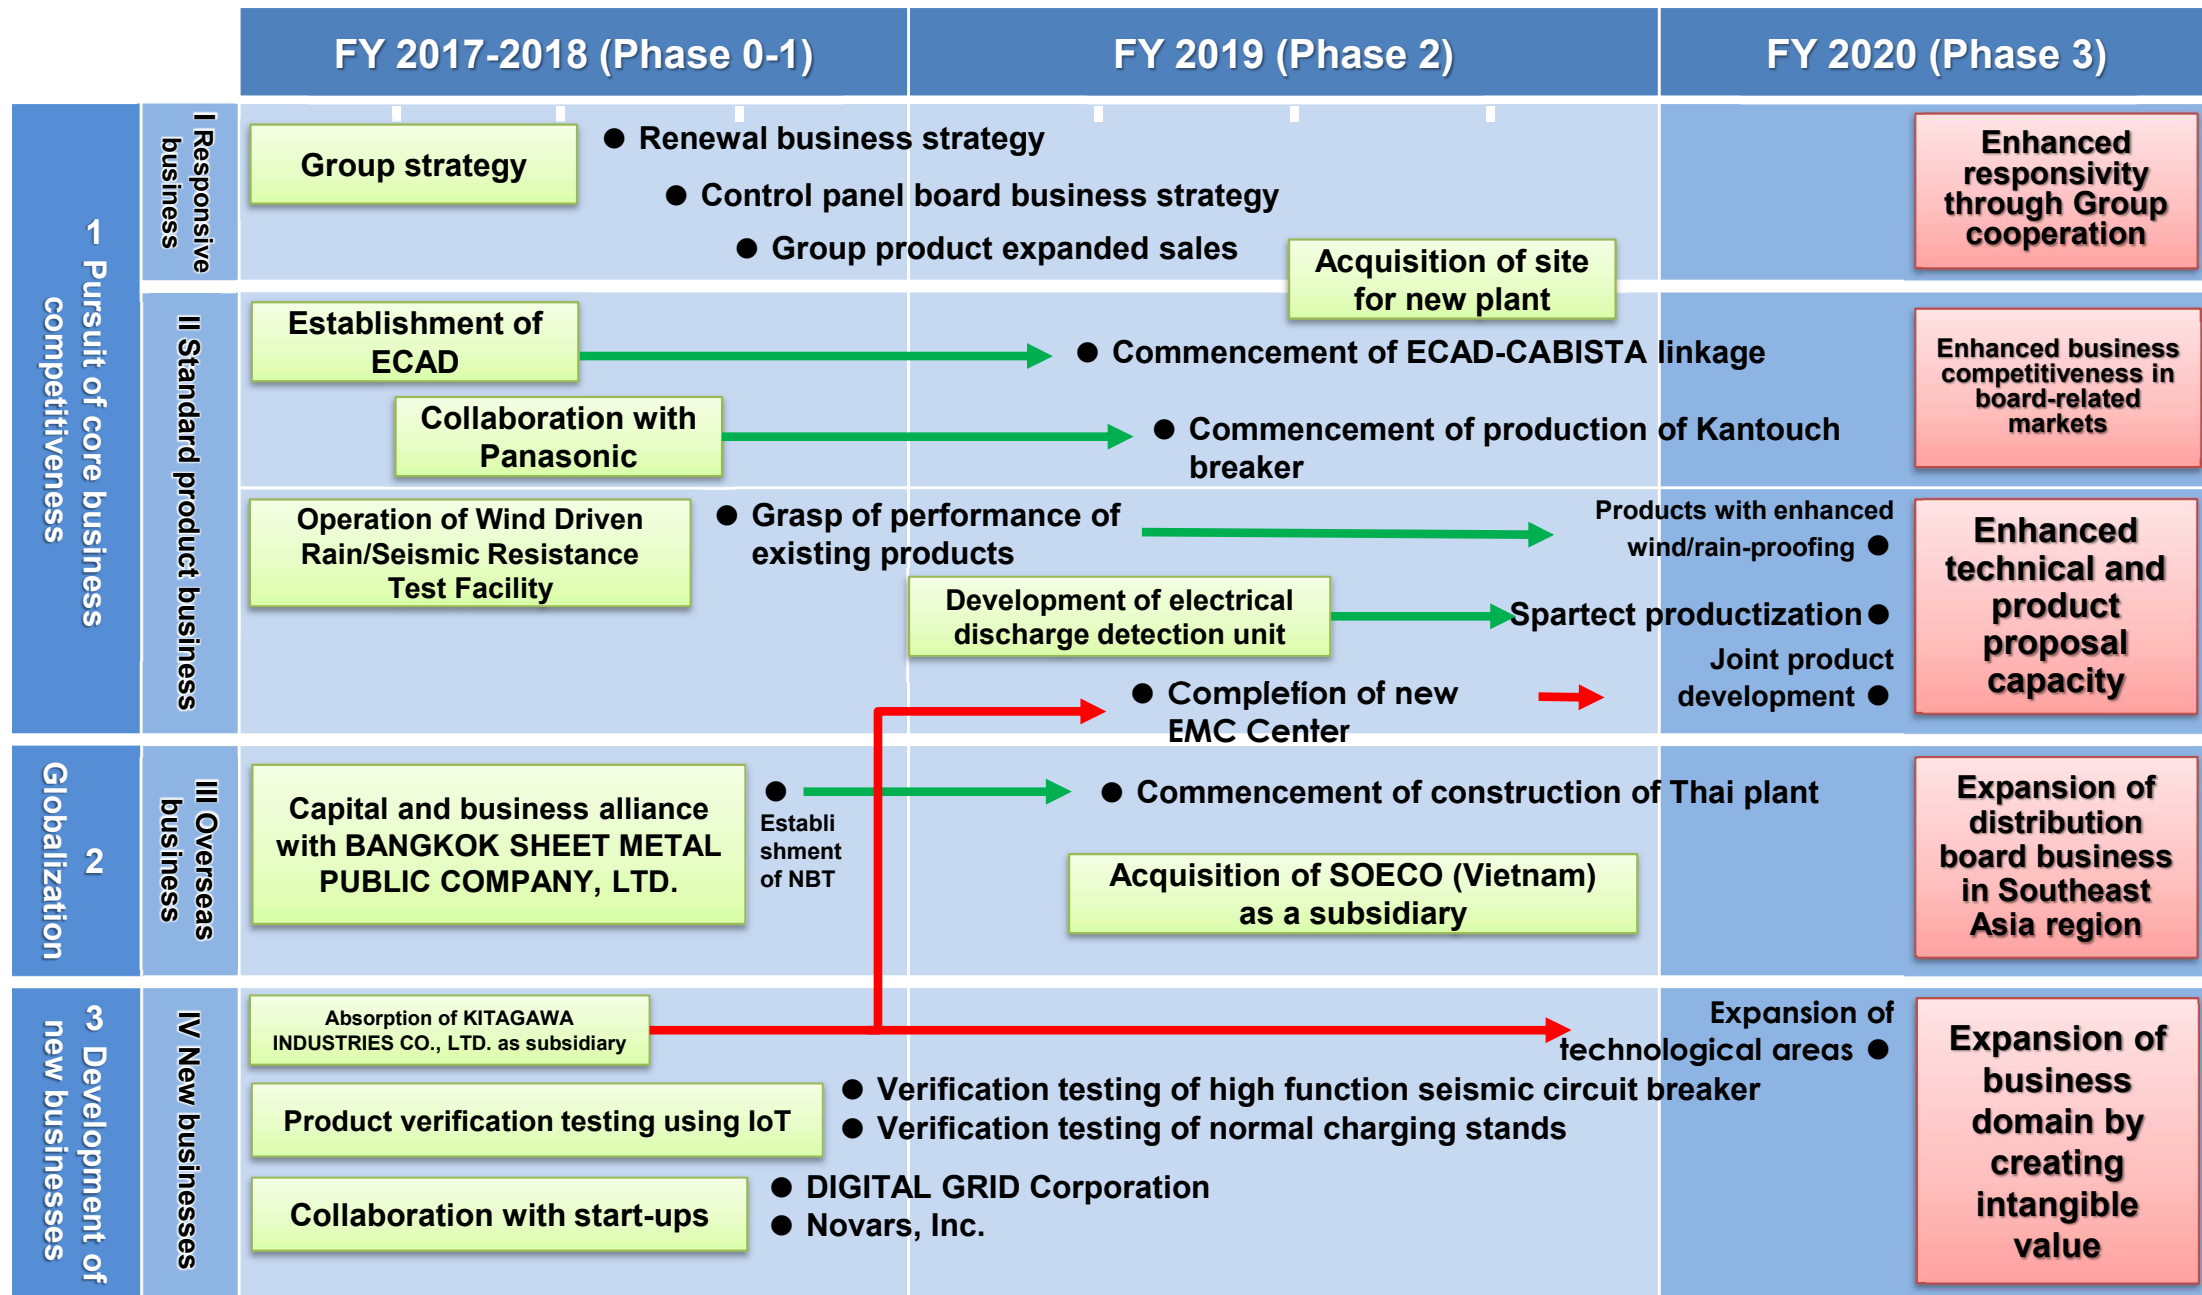 FY 2017-2018 (Phase 0-1)
FY 2019 (Phase 2)
FY 2020 (Phase 3)
1 Pursuit of core business
competitiveness
I Responsive
business
Group strategy
● Renewal business strategy
● Control panel board business strategy
● Group product expanded sales
Acquisition of site
for new plant
Enhanced
responsivity
through Group
cooperation
II Standard product business
Establishment of
ECAD
● Commencement of ECAD-CABISTA linkage
Collaboration with
Panasonic
● Commencement of production of Kantouch
breaker
Enhanced business
competitiveness in
board-related
markets
Operation of Wind Driven
Rain/Seismic Resistance
Test Facility
● Grasp of performance of
existing products
Products with enhanced
wind/rain-proofing ●
Development of electrical
discharge detection unit
Spartect productization ●
● Completion of new
EMC Center
Joint product
development ●
Enhanced
technical and
product
proposal
capacity
2 Globalization
III Overseas
business
Capital and business alliance
with BANGKOK SHEET METAL
PUBLIC COMPANY, LTD.
●
Establi
shment
of NBT
● Commencement of construction of Thai plant
Acquisition of SOECO (Vietnam)
as a subsidiary
Expansion of
distribution
board business
in Southeast
Asia region
3 Development of
new businesses
IV New businesses
Absorption of KITAGAWA
INDUSTRIES CO., LTD. as subsidiary
Expansion of
technological areas ●
Product verification testing using IoT
● Verification testing of high function seismic circuit breaker
● Verification testing of normal charging stands
Collaboration with start-ups
● DIGITAL GRID Corporation
● Novars, Inc.
Expansion of
business
domain by
creating
intangible
value